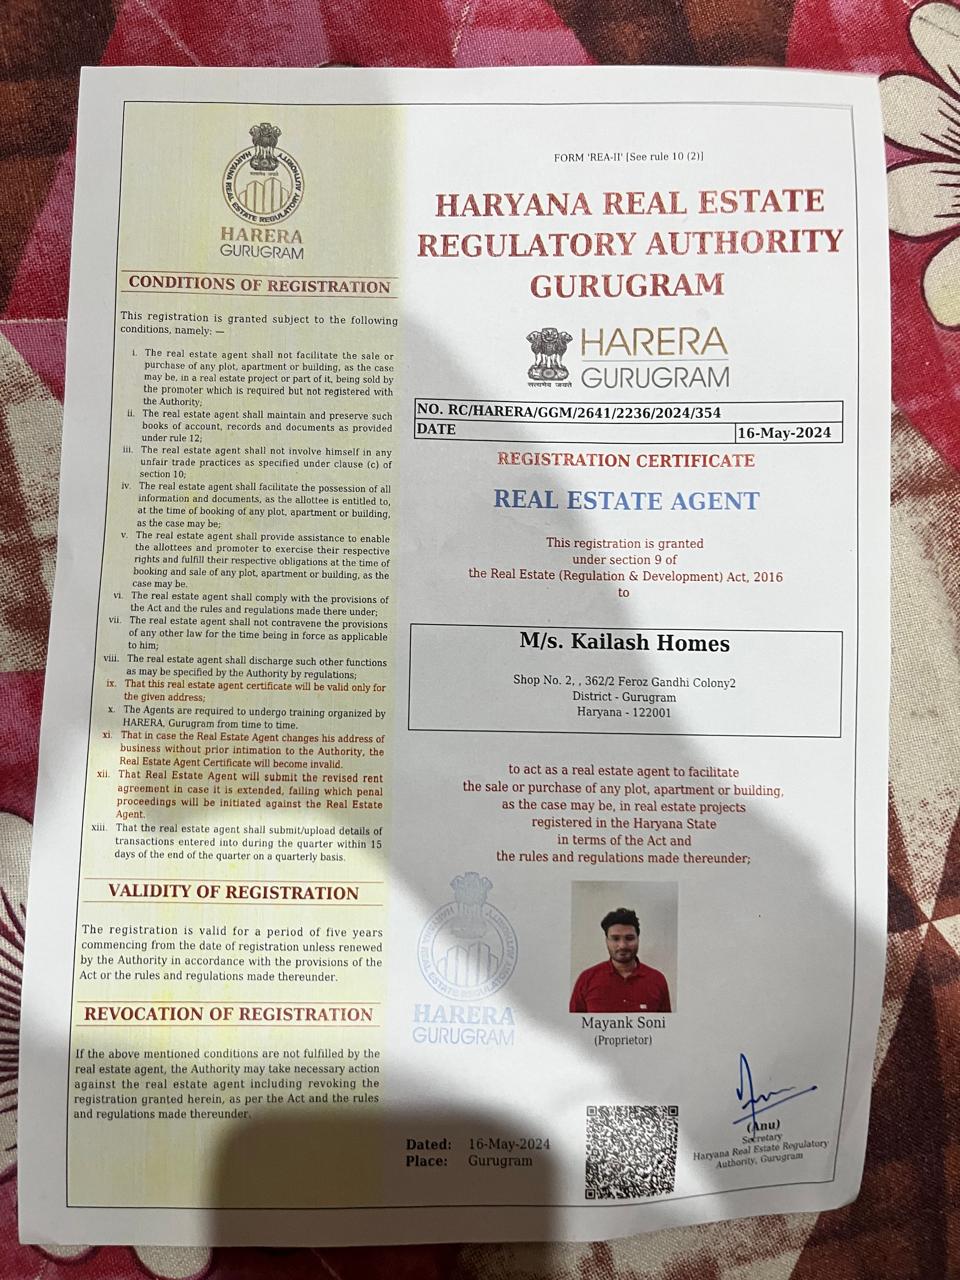 HARYANA REAL ESTATE REGULATORY AUTHORITY
सत्यमेव जयते
HARERA
GURUGRAM
CONDITIONS OF REGISTRATION
This registration is granted subject to the following
conditions, namely: —
i. The real estate agent shall not facilitate the sale or
purchase of any plot, apartment or building, as the case
may be, in a real estate project or part of it, being sold by
the promoter which is required but not registered with
the Authority;
ii. The real estate agent shall maintain and preserve such
books of account, records and documents as provided
under rule 12;
iii. The real estate agent shall not involve himself in any
unfair trade practices as specified under clause (c) of
section 10;
iv. The real estate agent shall facilitate the possession of all
information and documents, as the allottee is entitled to,
at the time of booking of any plot, apartment or building,
as the case may be;
v. The real estate agent shall provide assistance to enable
the allottees and promoter to exercise their respective
rights and fulfill their respective obligations at the time of
booking and sale of any plot, apartment or building, as the
case may be.
vi. The real estate agent shall comply with the provisions of
the Act and the rules and regulations made there under;
vii. The real estate agent shall not contravene the provisions
of any other law for the time being in force as applicable
to him;
viii. The real estate agent shall discharge such other functions
as may be specified by the Authority by regulations;
ix. That this real estate agent certificate will be valid only for
the given address;
x. The Agents are required to undergo training organized by
HARERA, Gurugram from time to time.
xi. That in case the Real Estate Agent changes his address of
business without prior intimation to the Authority, the
Real Estate Agent Certificate will become invalid.
xii. That Real Estate Agent will submit the revised rent
agreement in case it is extended, failing which penal
proceedings will be initiated against the Real Estate
Agent.
xiii. That the real estate agent shall submit/upload details of
transactions entered into during the quarter within 15
days of the end of the quarter on a quarterly basis.
VALIDITY OF REGISTRATION
The registration is valid for a period of five years
commencing from the date of registration unless renewed
by the Authority in accordance with the provisions of the
Act or the rules and regulations made thereunder.
REVOCATION OF REGISTRATION
If the above mentioned conditions are not fulfilled by the
real estate agent, the Authority may take necessary action
against the real estate agent including revoking the
registration granted herein, as per the Act and the rules
and regulations made thereunder.
FORM 'REA-II' [See rule 10 (2)]
HARYANA REAL ESTATE
REGULATORY AUTHORITY
GURUGRAM
सत्यमेव जयते
HARERA
GURUGRAM
NO. RC/HARERA/GGM/2641/2236/2024/354
DATE 16-May-2024
REGISTRATION CERTIFICATE
REAL ESTATE AGENT
This registration is granted
under section 9 of
the Real Estate (Regulation & Development) Act, 2016
to
M/s. Kailash Homes
Shop No. 2, , 362/2 Feroz Gandhi Colony2
District - Gurugram
Haryana - 122001
to act as a real estate agent to facilitate
the sale or purchase of any plot, apartment or building,
as the case may be, in real estate projects
registered in the Haryana State
in terms of the Act and
the rules and regulations made thereunder;
HARERA
GURUGRAM
Mayank Soni
(Proprietor)
(Anu)
Secretary
Haryana Real Estate Regulatory
Authority, Gurugram
Dated: 16-May-2024
Place: Gurugram